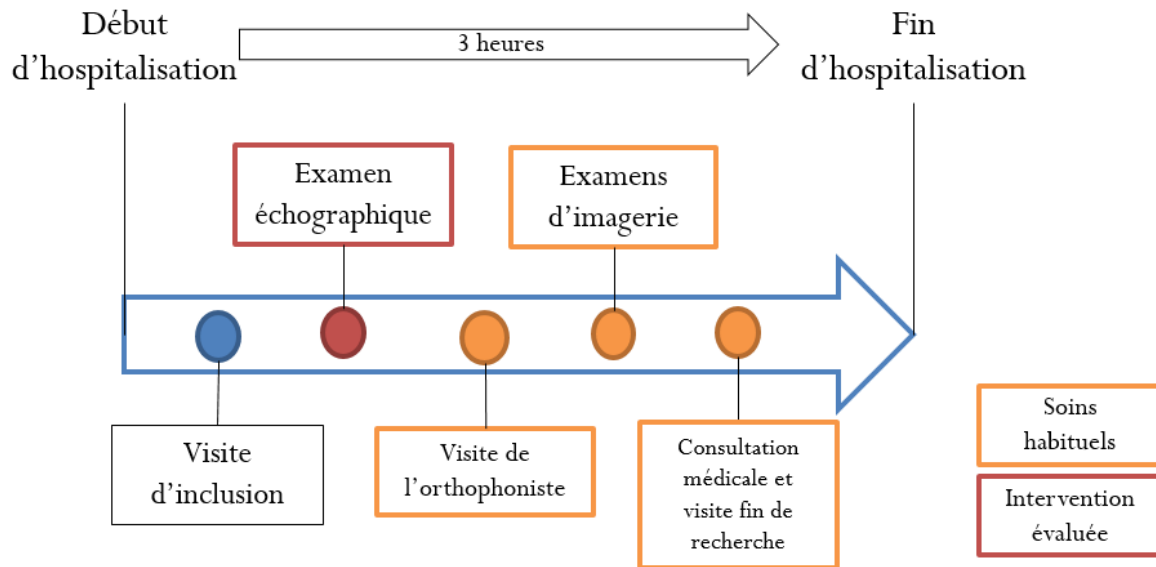 Début
d’hospitalisation
3 heures
Fin
d’hospitalisation
Examen
échographique
Examens
d’imagerie
Visite
d’inclusion
Visite de
l’orthophoniste
Consultation
médicale et
visite fin de
recherche
Soins
habituels
Intervention
évaluée